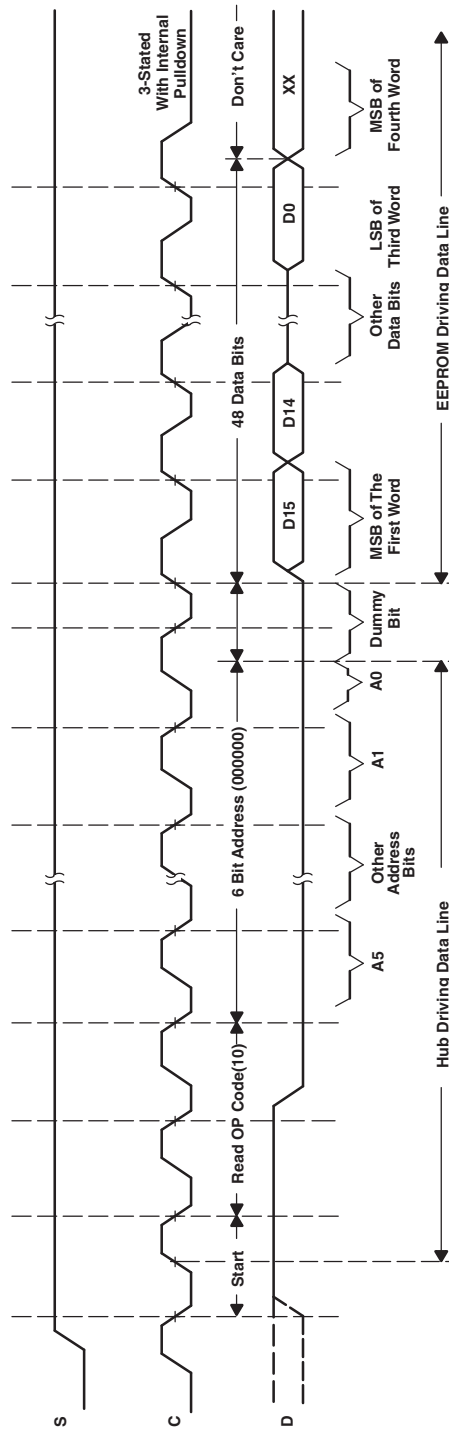 S
C
3-Stated
With Internal
Pulldown
Start
Read OP Code(10)
6 Bit Address (000000)
48 Data Bits
Don't Care
D
D15
D14
D0
XX
A5
Other
Address
Bits
A1
A0
Dummy
Bit
MSB of The
First Word
Other
Data Bits
LSB of
Third Word
MSB of
Fourth Word
Hub Driving Data Line
EEPROM Driving Data Line